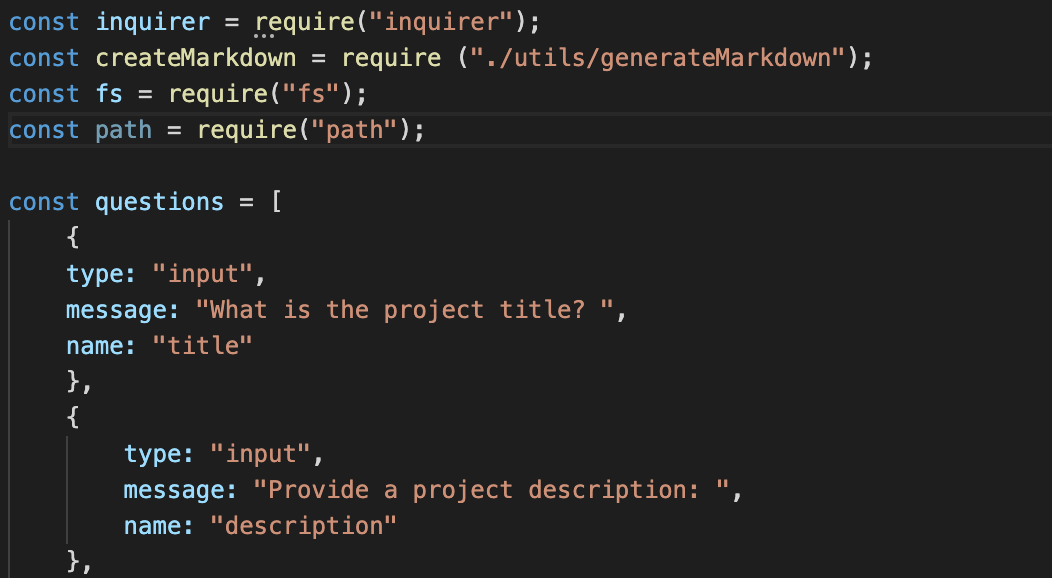 const inquirer = require("inquirer");
const createMarkdown = require ("./utils/generateMarkdown");
const fs = require("fs");
const path = require("path");

const questions = [
    {
    type: "input",
    message: "What is the project title? ",
    name: "title"
    },
    {
        type: "input",
        message: "Provide a project description: ",
        name: "description"
    },